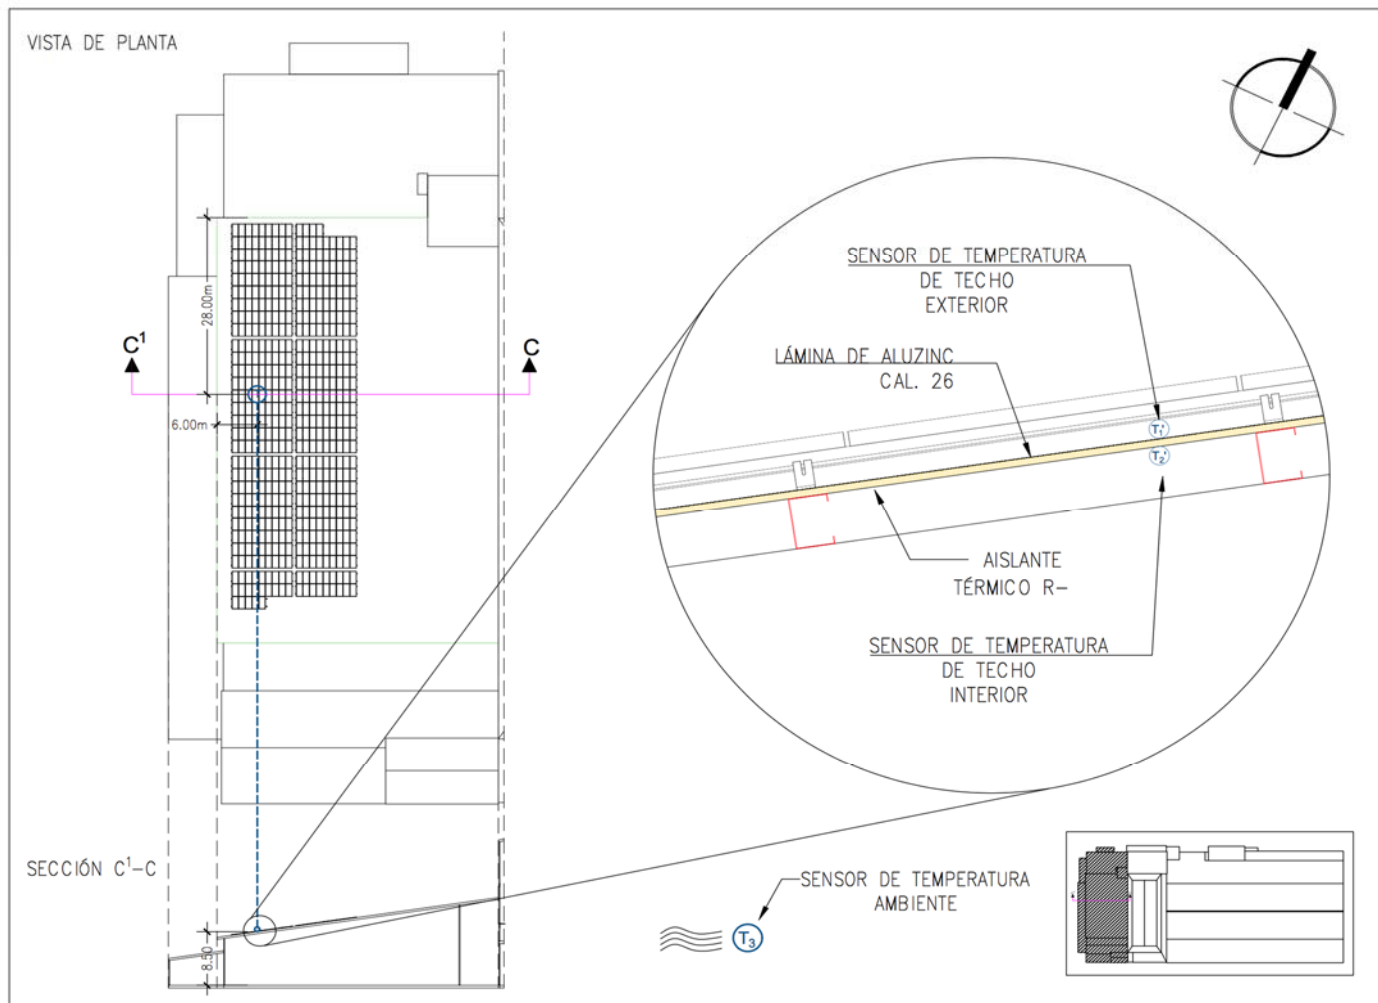 VISTA DE PLANTA
28.00m
C¹
C
6.00m
SENSOR DE TEMPERATURA
DE TECHO
EXTERIOR
LÁMINA DE ALUZINC
CAL. 26
T₁'
T₂'
AISLANTE
TÉRMICO R-
SENSOR DE TEMPERATURA
DE TECHO
INTERIOR
SECCIÓN C¹-C
8.50
SENSOR DE TEMPERATURA
AMBIENTE
T₃